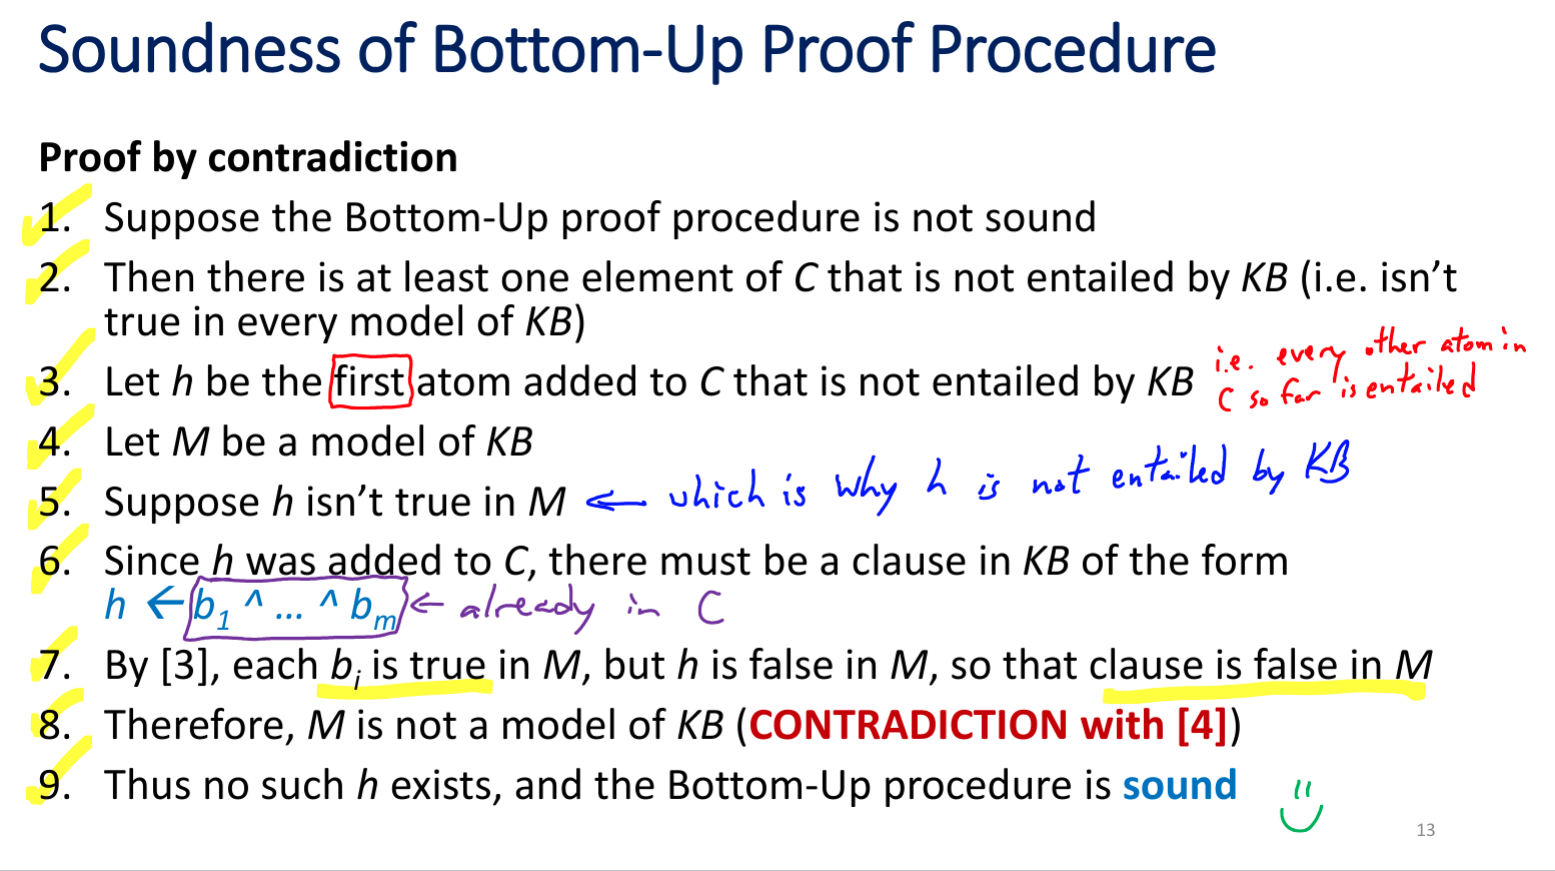 Soundness of Bottom-Up Proof Procedure
Proof by contradiction
1. Suppose the Bottom-Up proof procedure is not sound
2. Then there is at least one element of C that is not entailed by KB (i.e. isn't
true in every model of KB)
3. Let h be the first atom added to C that is not entailed by KB
i.e. every other atom in
C so far is entailed
4. Let M be a model of KB
5. Suppose h isn't true in M ← which is why h is not entailed by KB
6. Since h was added to C, there must be a clause in KB of the form
h ← b1 ^ ... ^ bm ← already in C
7. By [3], each bi is true in M, but h is false in M, so that clause is false in M
8. Therefore, M is not a model of KB (CONTRADICTION with [4])
9. Thus no such h exists, and the Bottom-Up procedure is sound
13